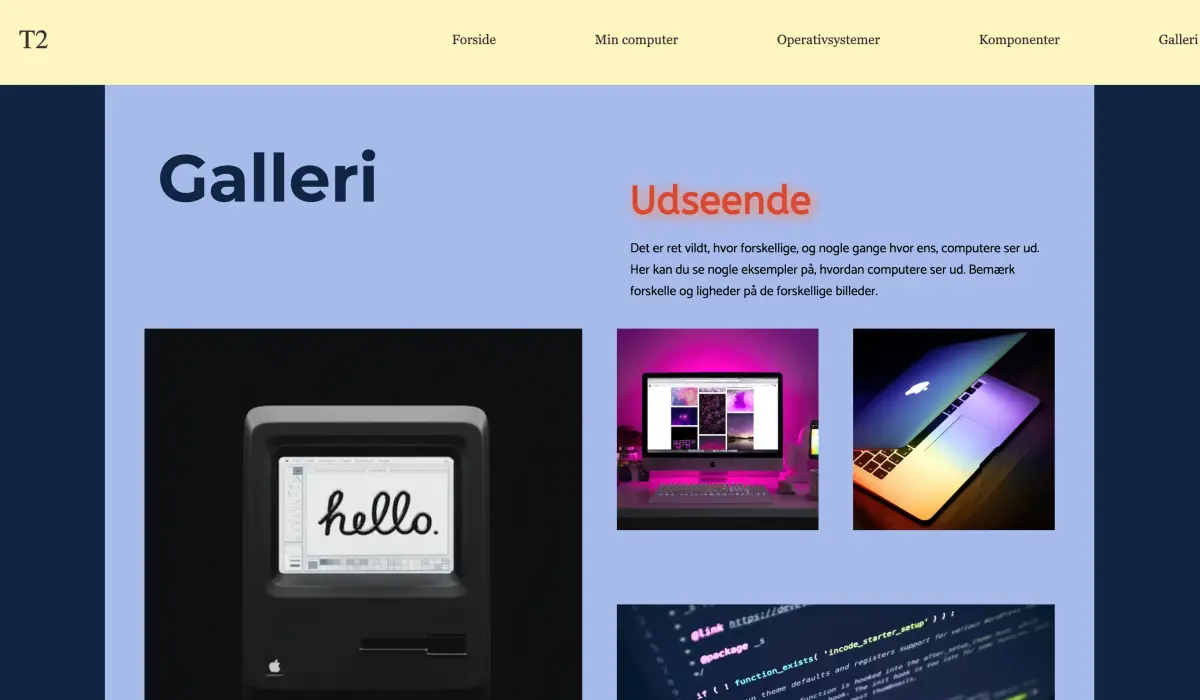 T2
Forside
Min computer
Operativsystemer
Komponenter
Galleri
Galleri
Udseende
Det er ret vildt, hvor forskellige, og nogle gange hvor ens, computere ser ud.
Her kan du se nogle eksempler på, hvordan computere ser ud. Bemærk
forskelle og ligheder på de forskellige billeder.
hello.
@link https://deve
@package _s
*/
if ( ! function_exists( 'incode_starter_setup' ) ) :